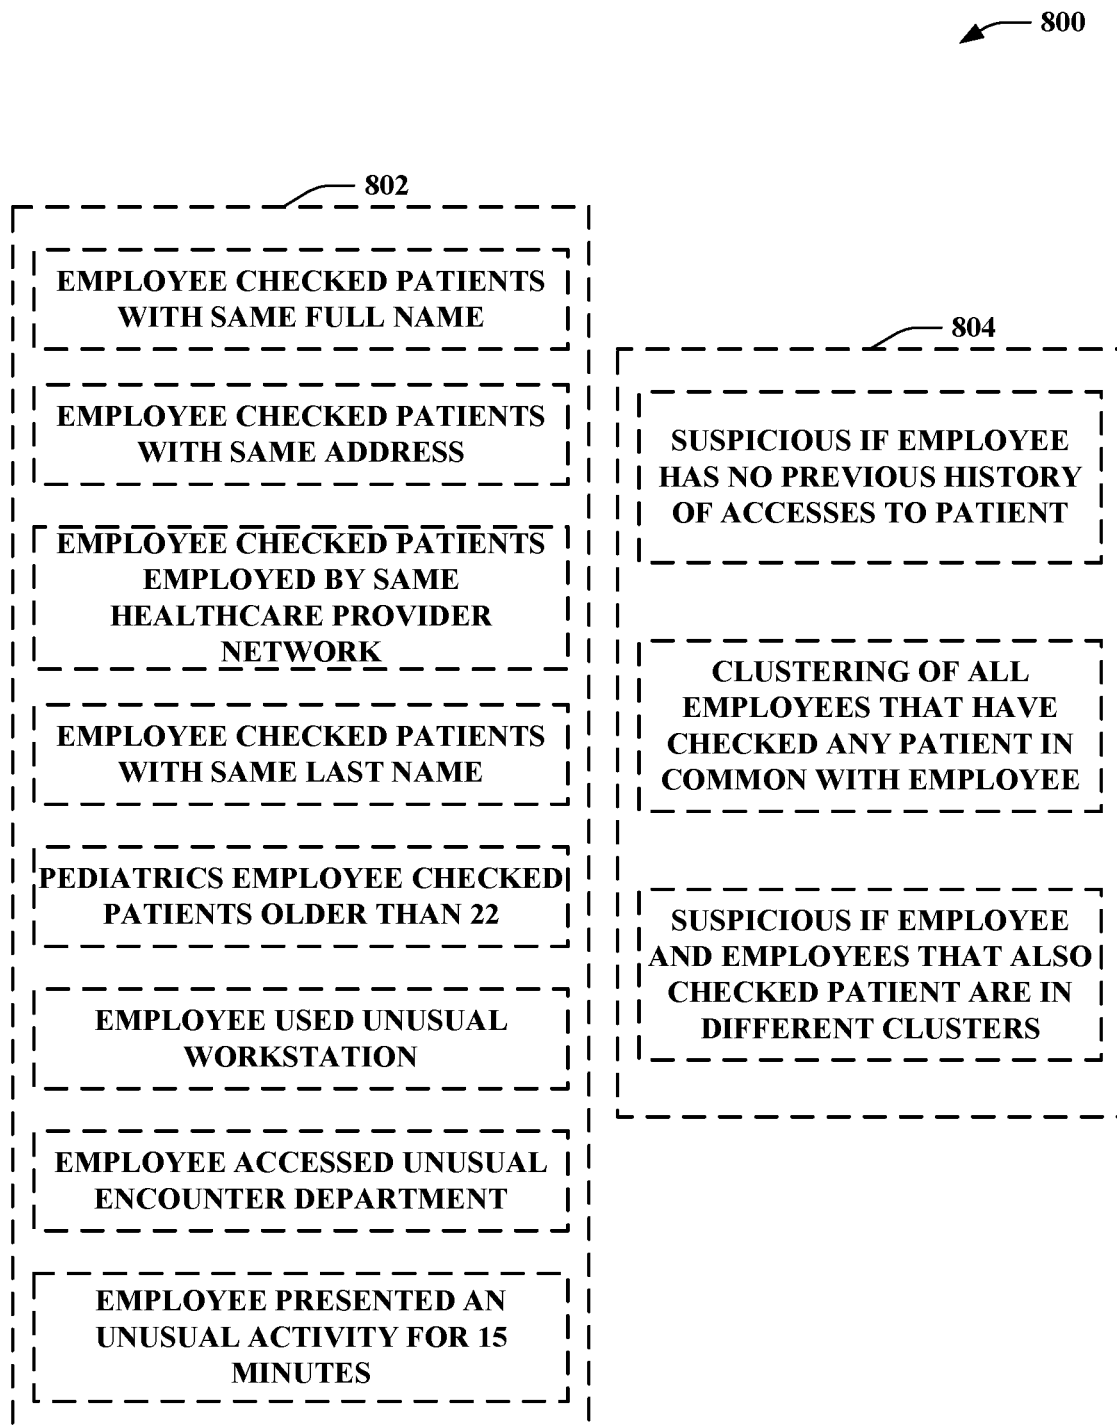 800
802
EMPLOYEE CHECKED PATIENTS
WITH SAME FULL NAME
EMPLOYEE CHECKED PATIENTS
WITH SAME ADDRESS
EMPLOYEE CHECKED PATIENTS
EMPLOYED BY SAME
HEALTHCARE PROVIDER
NETWORK
EMPLOYEE CHECKED PATIENTS
WITH SAME LAST NAME
PEDIATRICS EMPLOYEE CHECKED
PATIENTS OLDER THAN 22
EMPLOYEE USED UNUSUAL
WORKSTATION
EMPLOYEE ACCESSED UNUSUAL
ENCOUNTER DEPARTMENT
EMPLOYEE PRESENTED AN
UNUSUAL ACTIVITY FOR 15
MINUTES
804
SUSPICIOUS IF EMPLOYEE
HAS NO PREVIOUS HISTORY
OF ACCESSES TO PATIENT
CLUSTERING OF ALL
EMPLOYEES THAT HAVE
CHECKED ANY PATIENT IN
COMMON WITH EMPLOYEE
SUSPICIOUS IF EMPLOYEE
AND EMPLOYEES THAT ALSO
CHECKED PATIENT ARE IN
DIFFERENT CLUSTERS